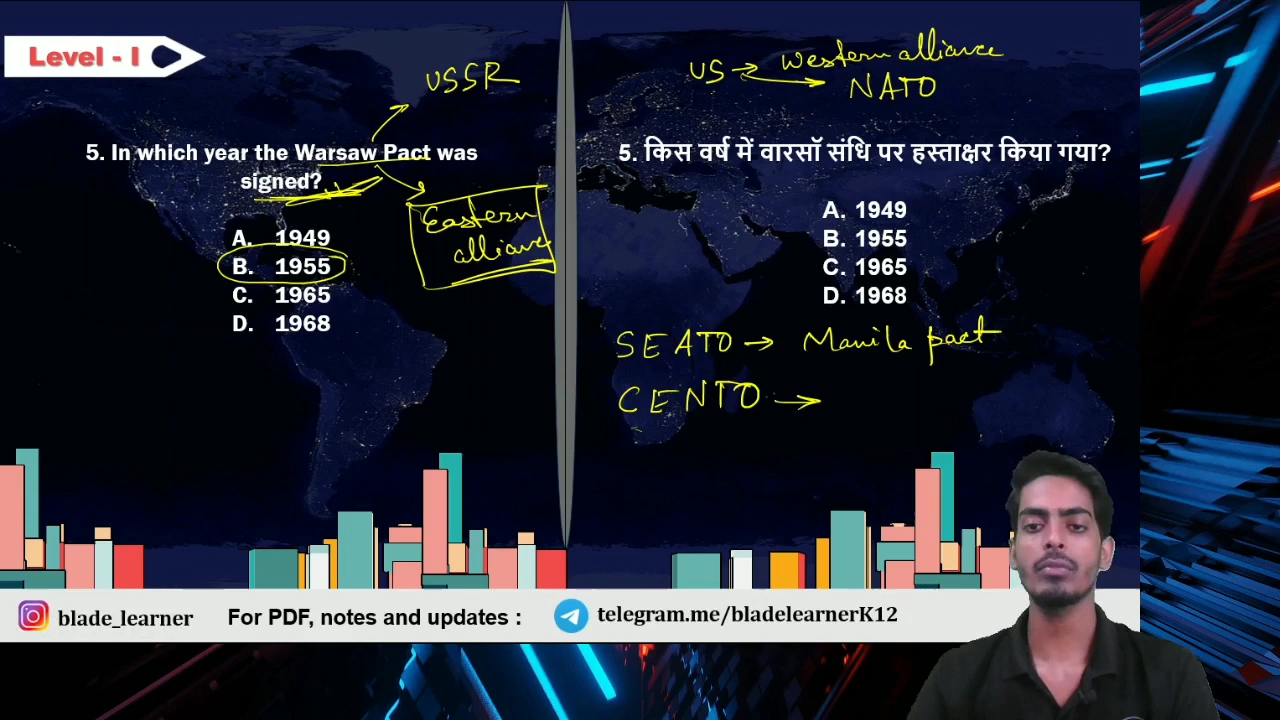 Level - I
USSR
US → Western alliance
→ NATO
5. In which year the Warsaw Pact was
signed?
Eastern
alliance
A. 1949
B. 1955
C. 1965
D. 1968
5. किस वर्ष में वारसॉ संधि पर हस्ताक्षर किया गया?
A. 1949
B. 1955
C. 1965
D. 1968
SEATO → Manila pact
CENTO →
blade_learner
For PDF, notes and updates :
telegram.me/bladelearnerK12